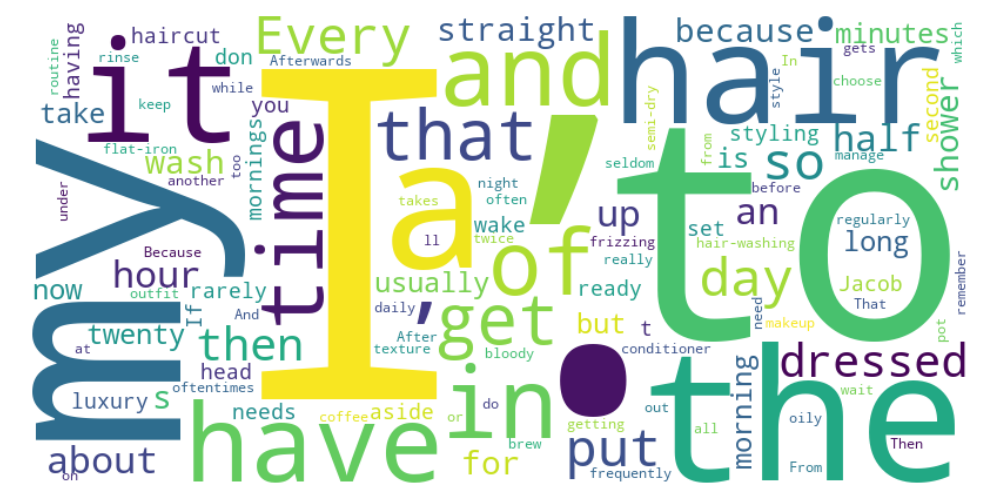 having
routine
rinse
haircut
it
don
Every
Afterwards
straight
because
minutes
gets
which
hair
and
In
choose
style
second
take
keep
while
you
time
that
flat-iron
wash
another
too
mornings
a
’
semi-dry
from
styling
half
is
so
manage
shower
seldom
before
to
I
my
under
night
often
takes
wake
ll
twice
up
frizzing
an
set
hair-washing
regularly
long
really
Because
hour
outfit
rarely
usually
of
ready
day
Jacob
That
remember
now
If
And
daily
,
get
After
texture
bloody
but
t
need
makeup
pot
twenty
at
then
.
conditioner
the
dressed
head
oftentimes
luxury
s
needs
coffee
aside
in
do
or
getting
put
out
all
morning
wait
oily
have
brew
for
frequently
From
Then
about
on